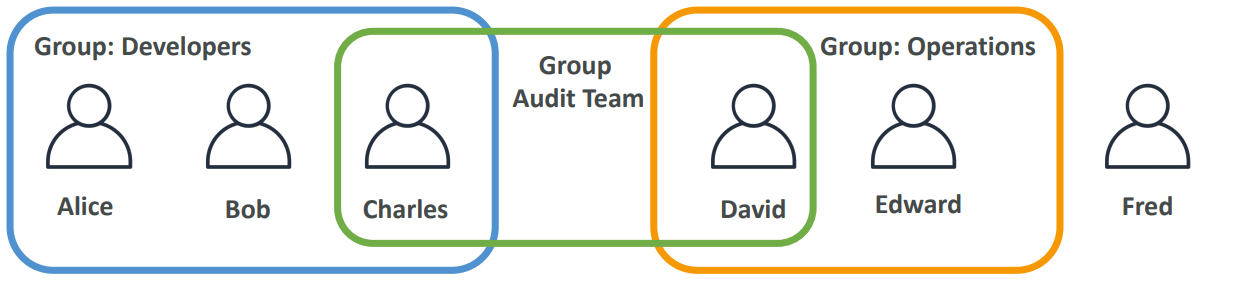 Group: Developers
Group
Audit Team
Group: Operations
Alice
Bob
Charles
David
Edward
Fred